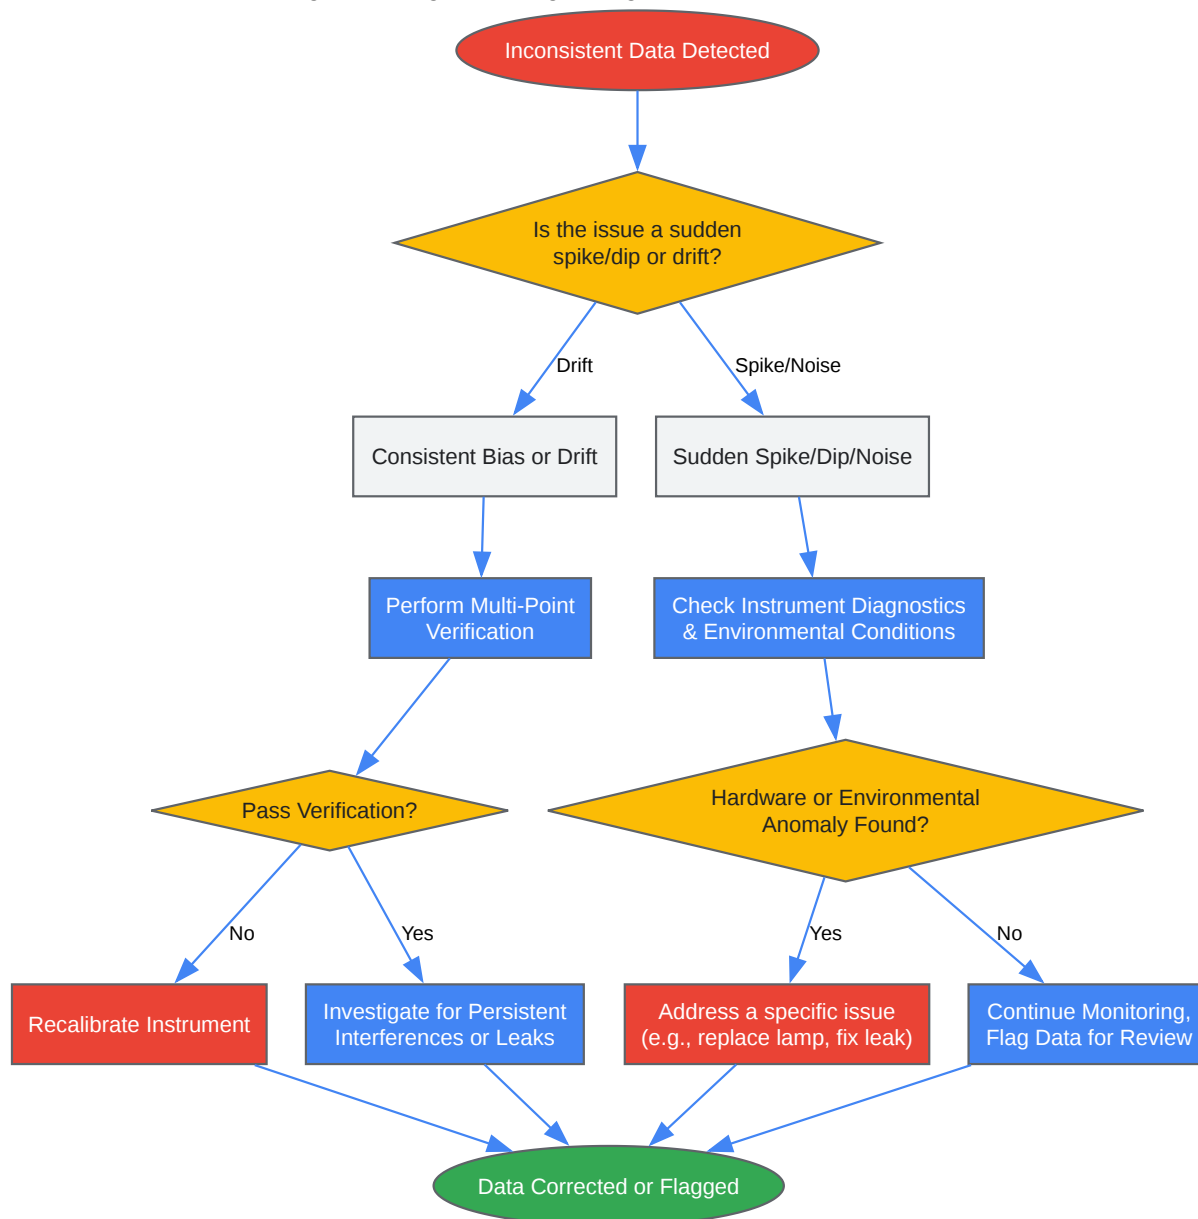 Inconsistent Data Detected
Is the issue a sudden
spike/dip or drift?
Drift
Spike/Noise
Consistent Bias or Drift
Sudden Spike/Dip/Noise
Perform Multi-Point
Verification
Check Instrument Diagnostics
& Environmental Conditions
Pass Verification?
Hardware or Environmental
Anomaly Found?
No
Yes
Yes
No
Recalibrate Instrument
Investigate for Persistent
Interferences or Leaks
Address a specific issue
(e.g., replace lamp, fix leak)
Continue Monitoring,
Flag Data for Review
Data Corrected or Flagged